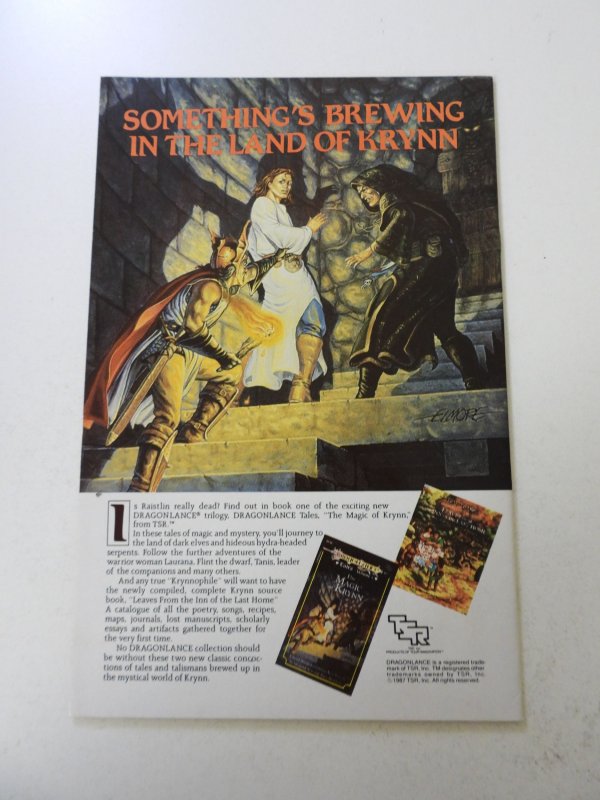 SOMETHING'S BREWING
IN THE LAND OF KRYNN
ELMORE
Is Raistlin really dead? Find out in book one of the exciting new
DRAGONLANCE® trilogy, DRAGONLANCE Tales, "The Magic of Krynn,"
from TSR.™
In these tales of magic and mystery, you'll journey to
the land of dark elves and hideous hydra-headed
serpents. Follow the further adventures of the
warrior woman Laurana, Flint the dwarf, Tanis, leader
of the companions and many others.
And any true "Krynnophile" will want to have
the newly compiled, complete Krynn source
book, "Leaves From the Inn of the Last Home"
A catalogue of all the poetry, songs, recipes,
maps, journals, lost manuscripts, scholarly
essays and artifacts gathered together for
the very first time.
No DRAGONLANCE collection should
be without these two new classic concoc-
tions of tales and talismans brewed up in
the mystical world of Krynn.
The
MAGIC
OF
KRYNN
TSR
PRODUCTS OF YOUR IMAGINATION
DRAGONLANCE is a registered trade-
mark of TSR, Inc. TM designates other
trademarks owned by TSR, Inc.
©1987 TSR, Inc. All rights reserved.